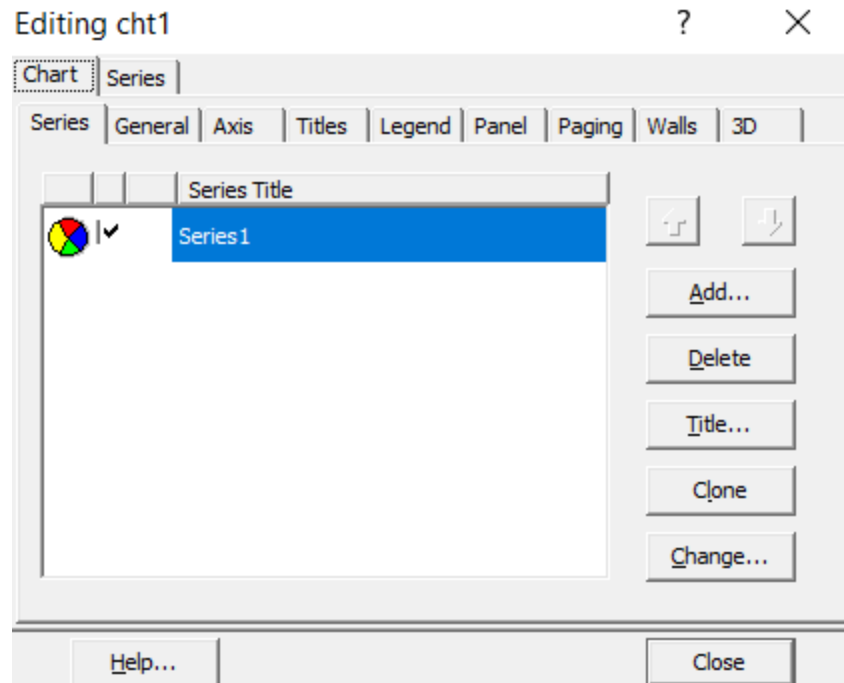 Editing cht1 ?
Chart Series
Series General Axis Titles Legend Panel Paging Walls 3D
Series Title
Series1
Add...
Delete
Title...
Clone
Change...
Help... Close